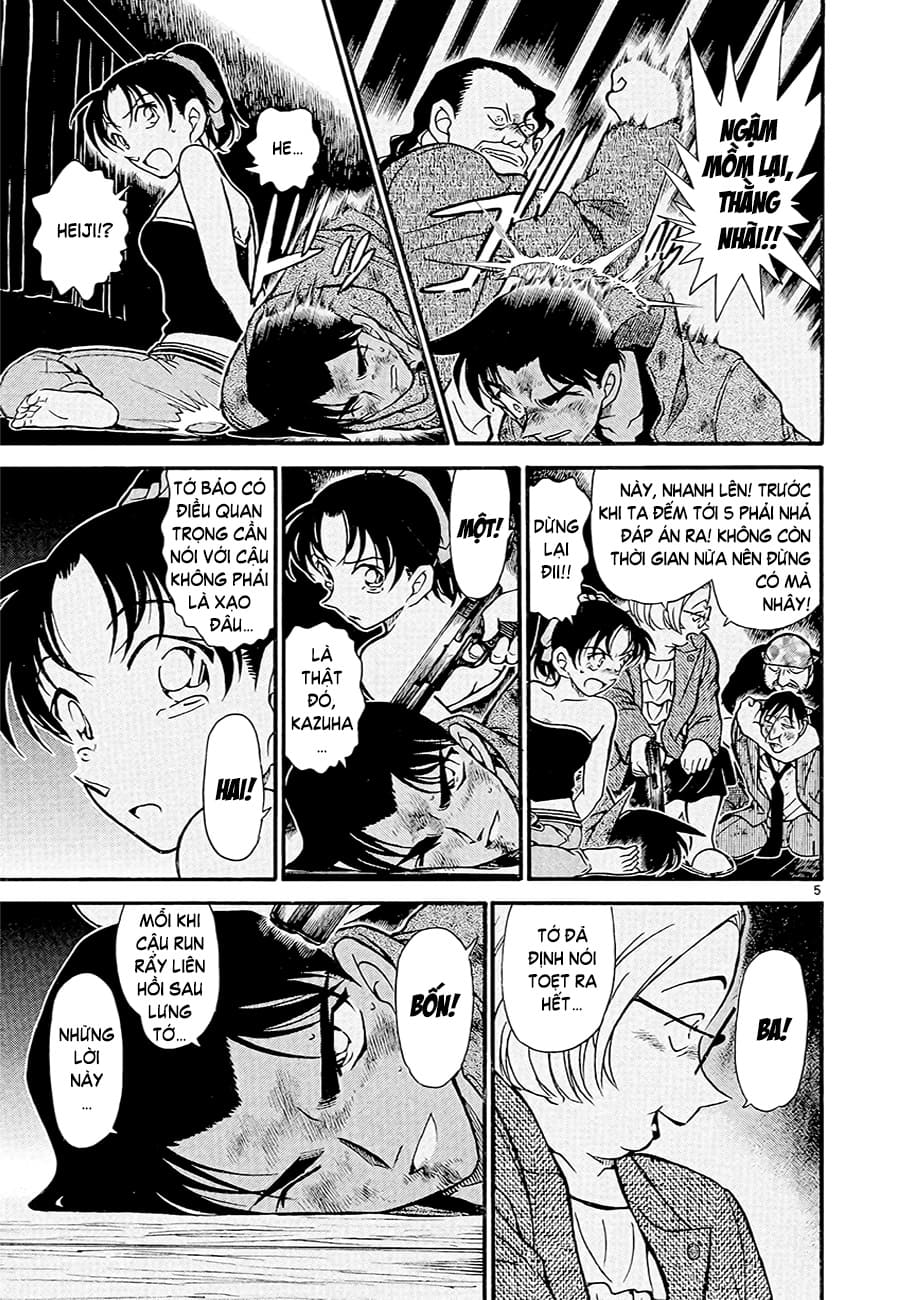 NGẬM
MỒM LẠI,
THẰNG
NHÃI!!
HE...
HEIJI!?
NÀY, NHANH LÊN! TRƯỚC
KHI TA ĐẾM TỚI 5 PHẢI NHẢ
ĐÁP ÁN RA! KHÔNG CÒN
THỜI GIAN NỮA NÊN ĐỪNG
CÓ MÀ
NHÂY!
DỪNG
LẠI
ĐII!!
MỘT!
LÀ
THẬT
ĐÓ,
KAZUHA
...
TỚ BẢO CÓ
ĐIỀU QUAN
TRỌNG CẦN
NÓI VỚI CẬU
KHÔNG PHẢI
LÀ XẠO
ĐÂU...
HAI!
5
BA!
TỚ ĐÃ
ĐỊNH NÓI
TOẸT RA
HẾT...
BỐN!
MỖI KHI
CẬU RUN
RẨY LIÊN
HỒI SAU
LƯNG
TỚ...
NHỮNG
LỜI
NÀY
...